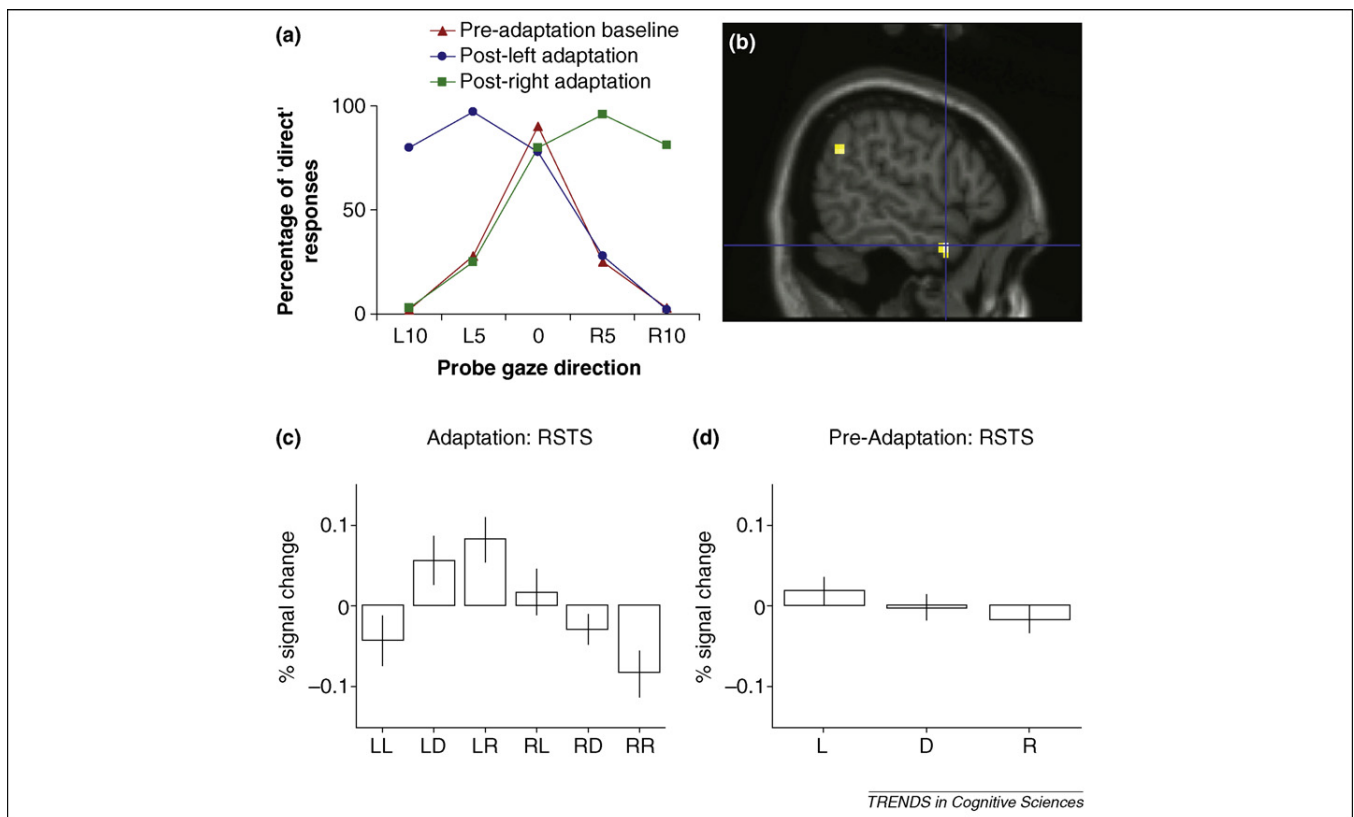 (a)
Pre-adaptation baseline
Post-left adaptation
Post-right adaptation
Percentage of 'direct'
responses
100
50
0
L10 L5 0 R5 R10
Probe gaze direction
(b)
(c) Adaptation: RSTS
% signal change
0.1
0
–0.1
LL LD LR RL RD RR
(d) Pre-Adaptation: RSTS
% signal change
0.1
0
–0.1
L D R
TRENDS in Cognitive Sciences